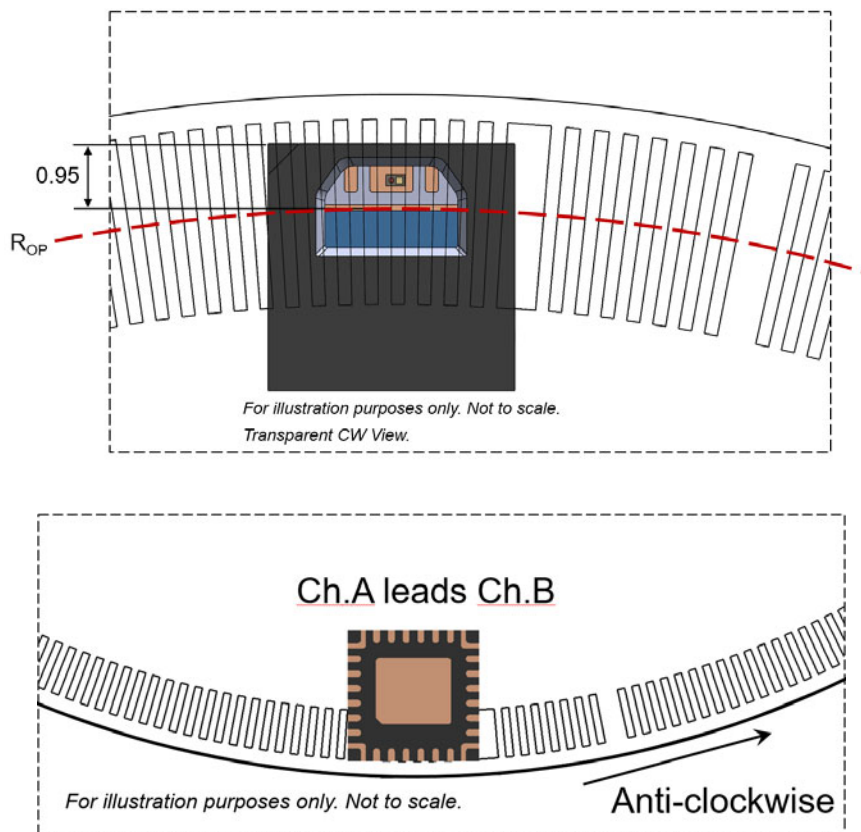 0.95
R_OP
For illustration purposes only. Not to scale.
Transparent CW View.
Ch.A leads Ch.B
For illustration purposes only. Not to scale.
Anti-clockwise